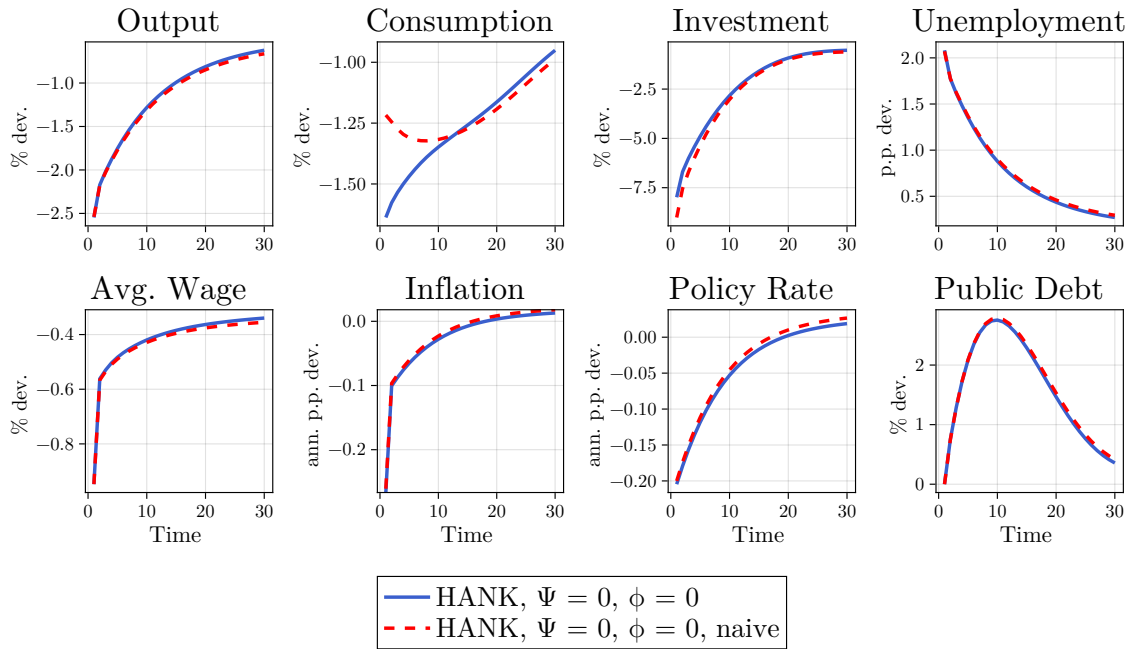 Output
Consumption
Investment
Unemployment
% dev.
−1.0
−1.5
−2.0
−2.5
0
10
20
30
% dev.
−1.00
−1.25
−1.50
0
10
20
30
% dev.
−2.5
−5.0
−7.5
0
10
20
30
p.p. dev.
2.0
1.5
1.0
0.5
0
10
20
30
Avg. Wage
Inflation
Policy Rate
Public Debt
% dev.
−0.4
−0.6
−0.8
0
10
20
30
Time
ann. p.p. dev.
0.0
−0.1
−0.2
0
10
20
30
Time
ann. p.p. dev.
0.00
−0.05
−0.10
−0.15
−0.20
0
10
20
30
Time
% dev.
2
1
0
0
10
20
30
Time
HANK, Ψ = 0, ϕ = 0
HANK, Ψ = 0, ϕ = 0, naive